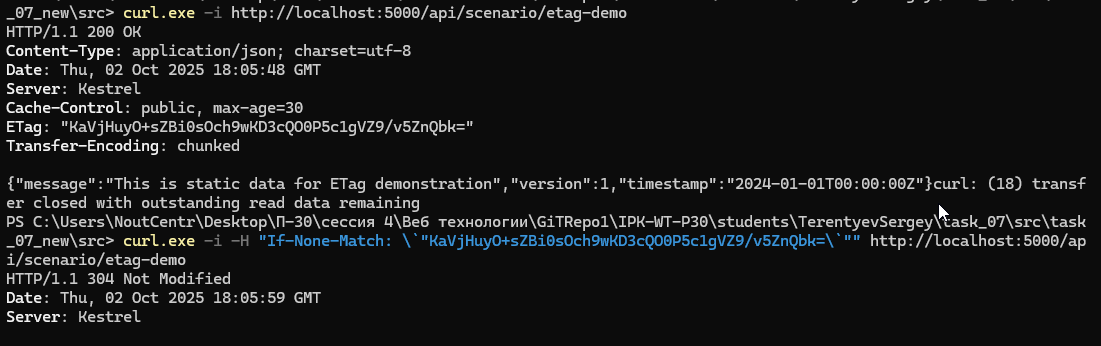 _07_new\src> curl.exe -i http://localhost:5000/api/scenario/etag-demo
HTTP/1.1 200 OK
Content-Type: application/json; charset=utf-8
Date: Thu, 02 Oct 2025 18:05:48 GMT
Server: Kestrel
Cache-Control: public, max-age=30
ETag: "KaVjHuyO+sZBi0sOch9wKD3cQO0P5c1gVZ9/v5ZnQbk="
Transfer-Encoding: chunked
{"message":"This is static data for ETag demonstration","version":1,"timestamp":"2024-01-01T00:00:00Z"}curl: (18) transf
er closed with outstanding read data remaining
PS C:\Users\NoutCentr\Desktop\П-30\сессия 4\Веб технологии\GiTRepo1\IPK-WT-P30\students\TerentyevSergey\task_07\src\task
_07_new\src> curl.exe -i -H "If-None-Match: \`"KaVjHuyO+sZBi0sOch9wKD3cQO0P5c1gVZ9/v5ZnQbk=\`"" http://localhost:5000/ap
i/scenario/etag-demo
HTTP/1.1 304 Not Modified
Date: Thu, 02 Oct 2025 18:05:59 GMT
Server: Kestrel